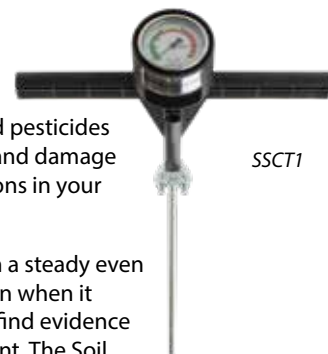 d pesticides
and damage
SSCT1
ons in your
a steady even
n when it
find evidence
nt. The Soil